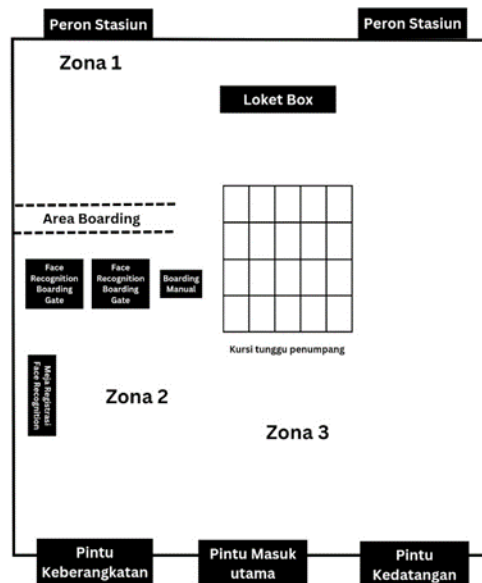 Peron Stasiun
Peron Stasiun
Zona 1
Loket Box
Area Boarding
Face
Recognition
Boarding
Gate
Face
Recognition
Boarding
Gate
Boarding
Manual
Kursi tunggu penumpang
Meja Registrasi
Face Recognition
Zona 2
Zona 3
Pintu
Keberangkatan
Pintu Masuk
utama
Pintu
Kedatangan